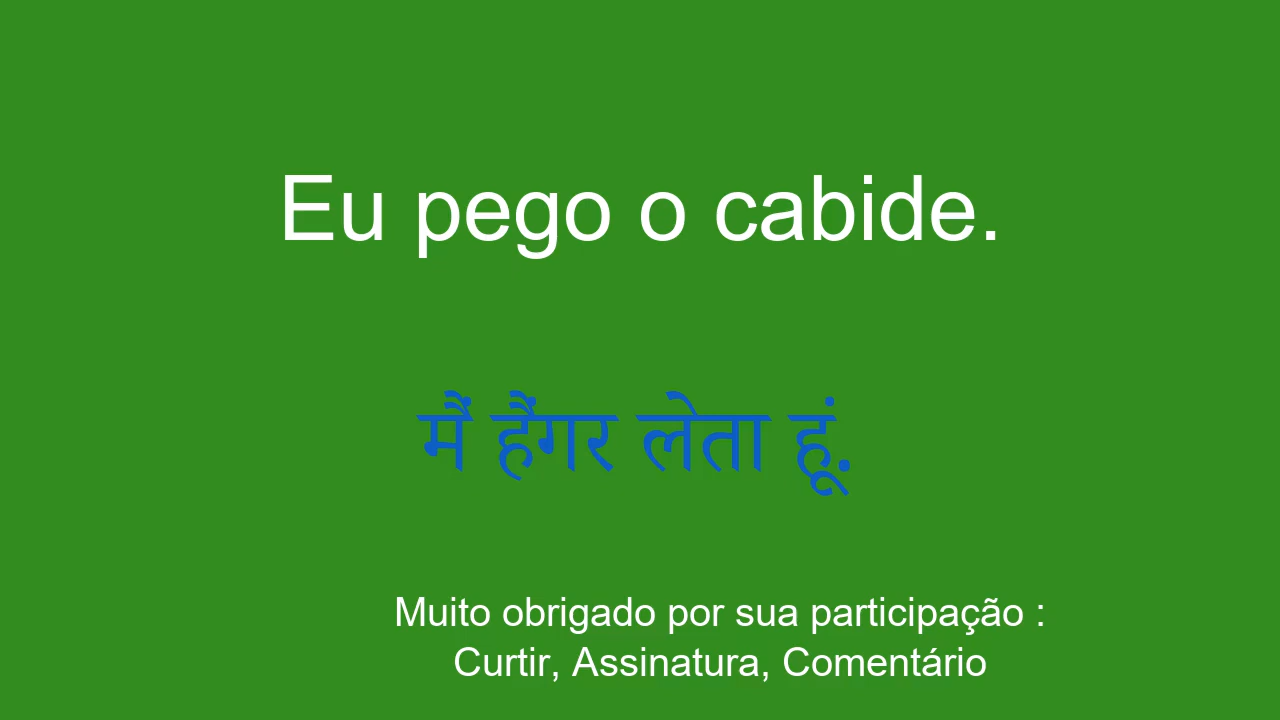 Eu pego o cabide.
मैं हैंगर लेता हूं.
Muito obrigado por sua participação :
Curtir, Assinatura, Comentário